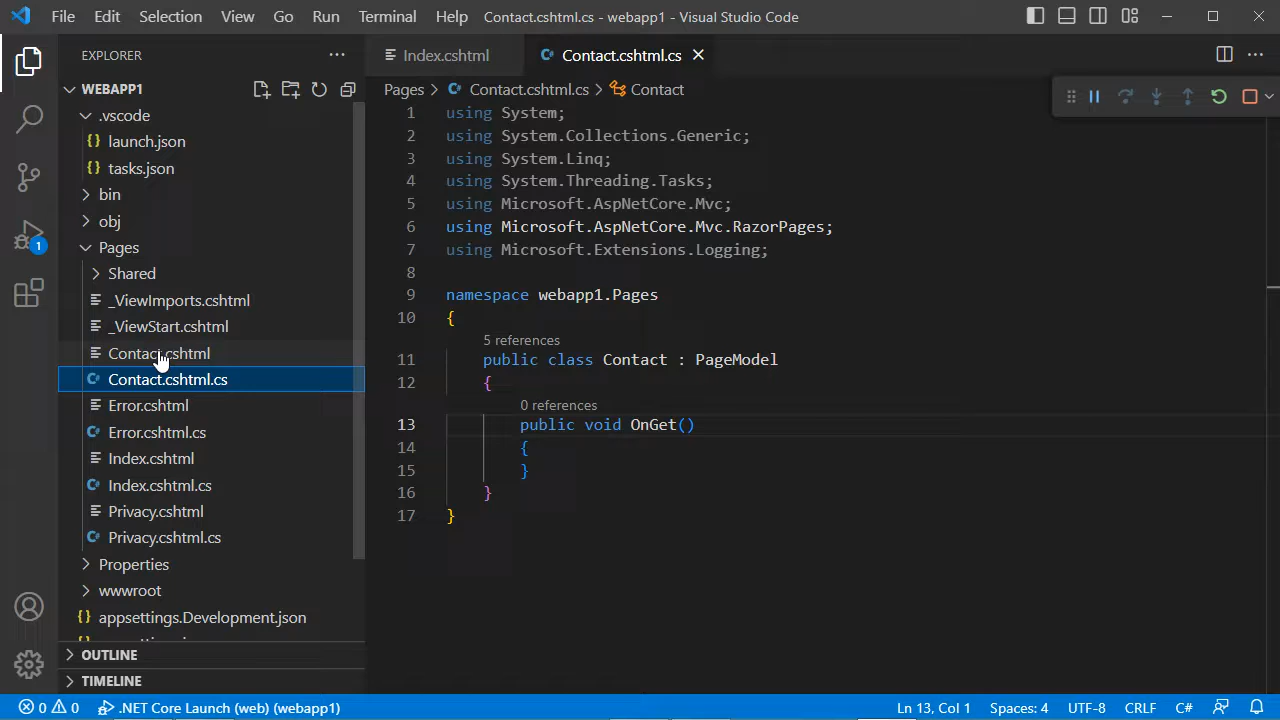 File Edit Selection View Go Run Terminal Help Contact.cshtml.cs - webapp1 - Visual Studio Code
EXPLORER
WEBAPP1
.vscode
launch.json
tasks.json
bin
obj
Pages
Shared
_ViewImports.cshtml
_ViewStart.cshtml
Contact.cshtml
Contact.cshtml.cs
Error.cshtml
Error.cshtml.cs
Index.cshtml
Index.cshtml.cs
Privacy.cshtml
Privacy.cshtml.cs
Properties
wwwroot
appsettings.Development.json
OUTLINE
TIMELINE
1
Index.cshtml Contact.cshtml.cs
Pages > Contact.cshtml.cs > Contact
1 using System;
2 using System.Collections.Generic;
3 using System.Linq;
4 using System.Threading.Tasks;
5 using Microsoft.AspNetCore.Mvc;
6 using Microsoft.AspNetCore.Mvc.RazorPages;
7 using Microsoft.Extensions.Logging;
8
9 namespace webapp1.Pages
10 {
5 references
11 public class Contact : PageModel
12 {
0 references
13 public void OnGet()
14 {
15 }
16 }
17 }
0 0 .NET Core Launch (web) (webapp1) Ln 13, Col 1 Spaces: 4 UTF-8 CRLF C#